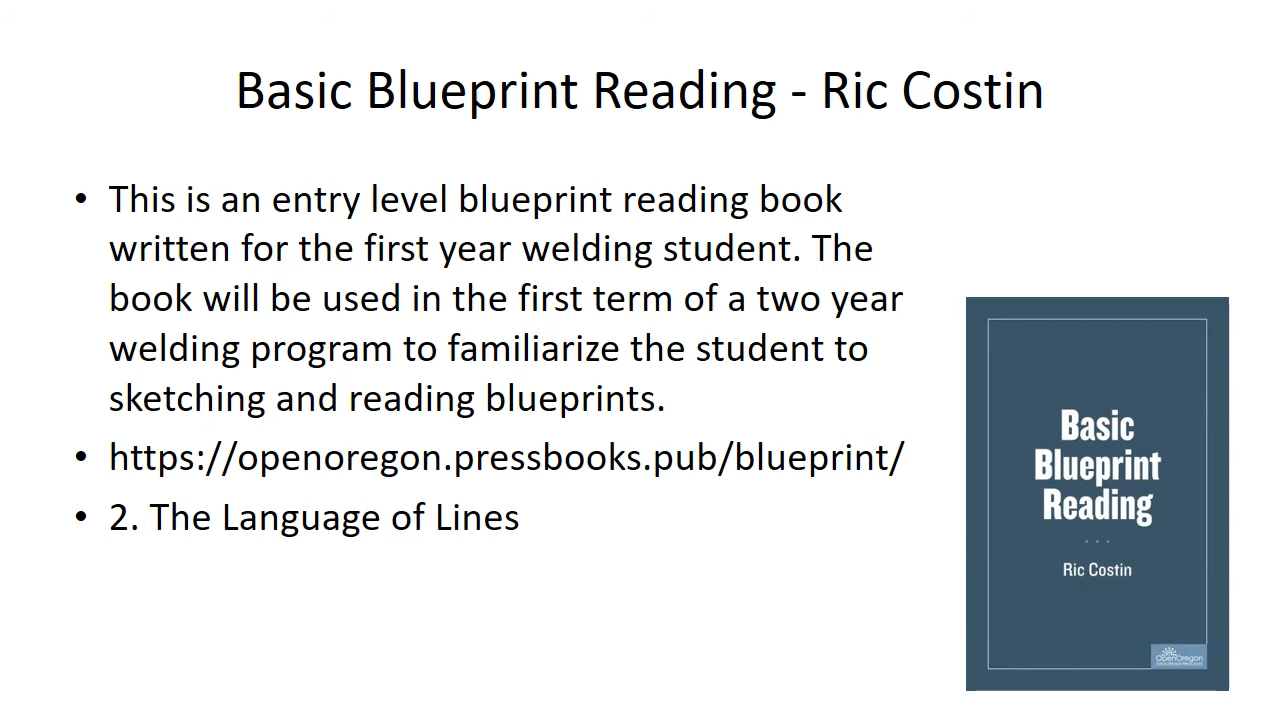 Basic Blueprint Reading - Ric Costin
• This is an entry level blueprint reading book
written for the first year welding student. The
book will be used in the first term of a two year
welding program to familiarize the student to
sketching and reading blueprints.
• https://openoregon.pressbooks.pub/blueprint/
• 2. The Language of Lines
Basic
Blueprint
Reading
Ric Costin
OpenOregon
Educational Resources